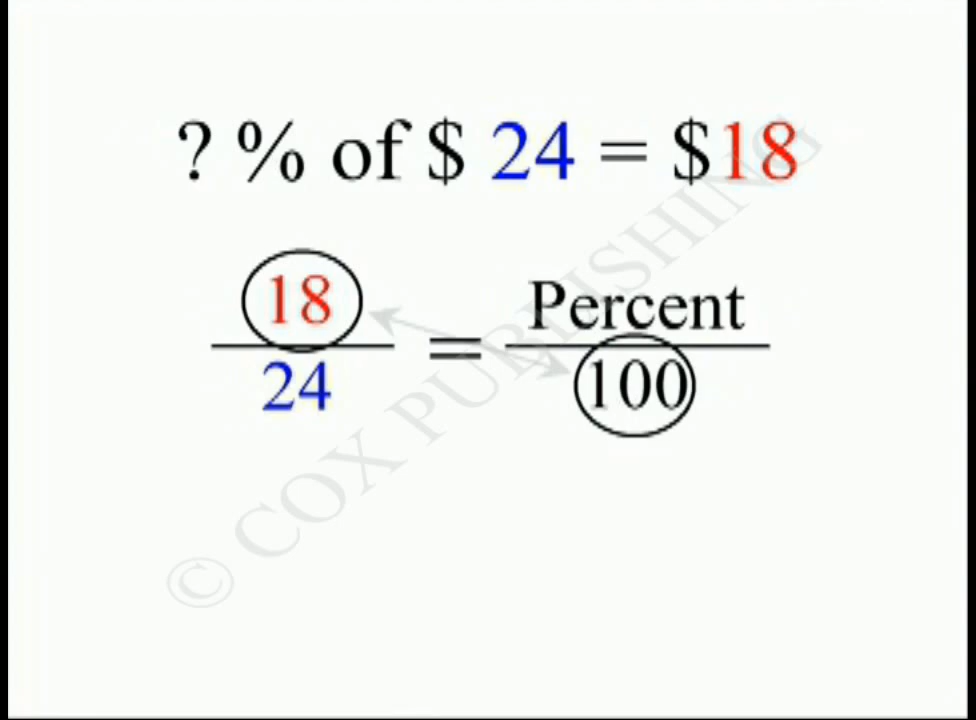 ? % of $ 24 = $18
18 = Percent
24 100
© COX PUBLISHING